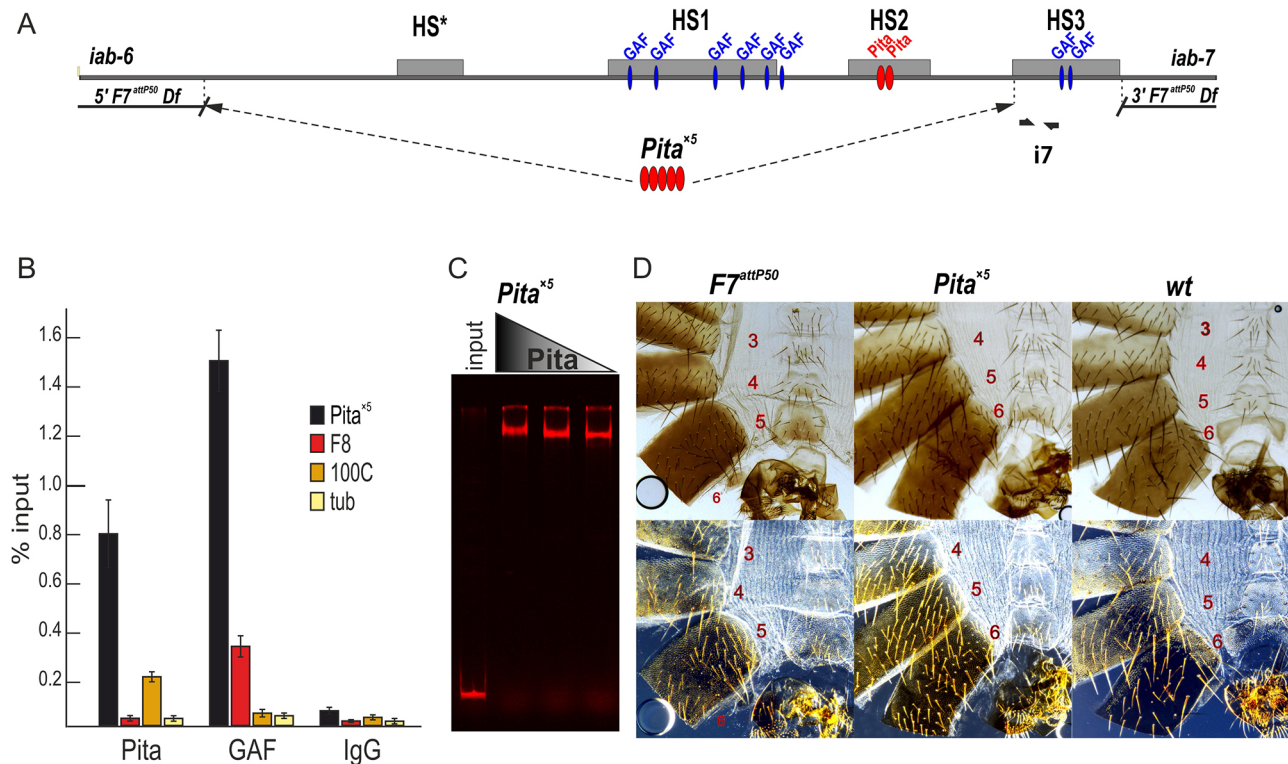 A
HS*
HS1
HS2
HS3
iab-6
GAF GAF GAF GAF GAF GAF
Pita Pita
GAF GAF
iab-7
5' F7attP50 Df
3' F7attP50 Df
Pita×5
i7
B
% input
1.6
1.4
1.2
1.0
0.8
0.6
0.4
0.2
Pita×5
F8
100C
tub
Pita GAF IgG
C
Pita×5
input
Pita
D
F7attP50 Pita×5 wt
3
4
5
6
4
5
6
3
4
5
6
3
4
5
6
4
5
6
4
5
6